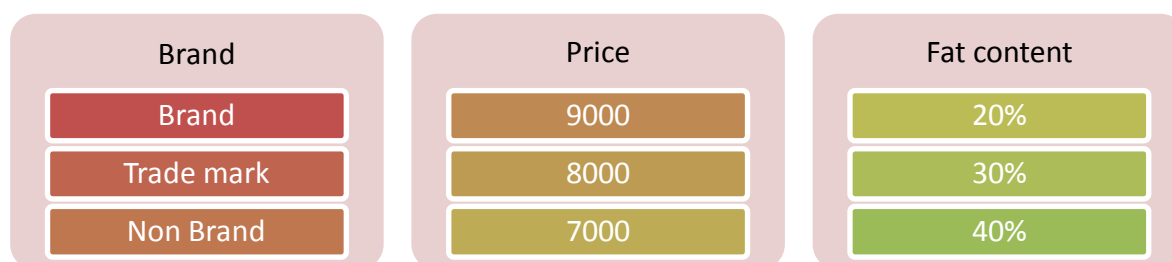 Brand
Brand
Trade mark
Non Brand
Price
9000
8000
7000
Fat content
20%
30%
40%